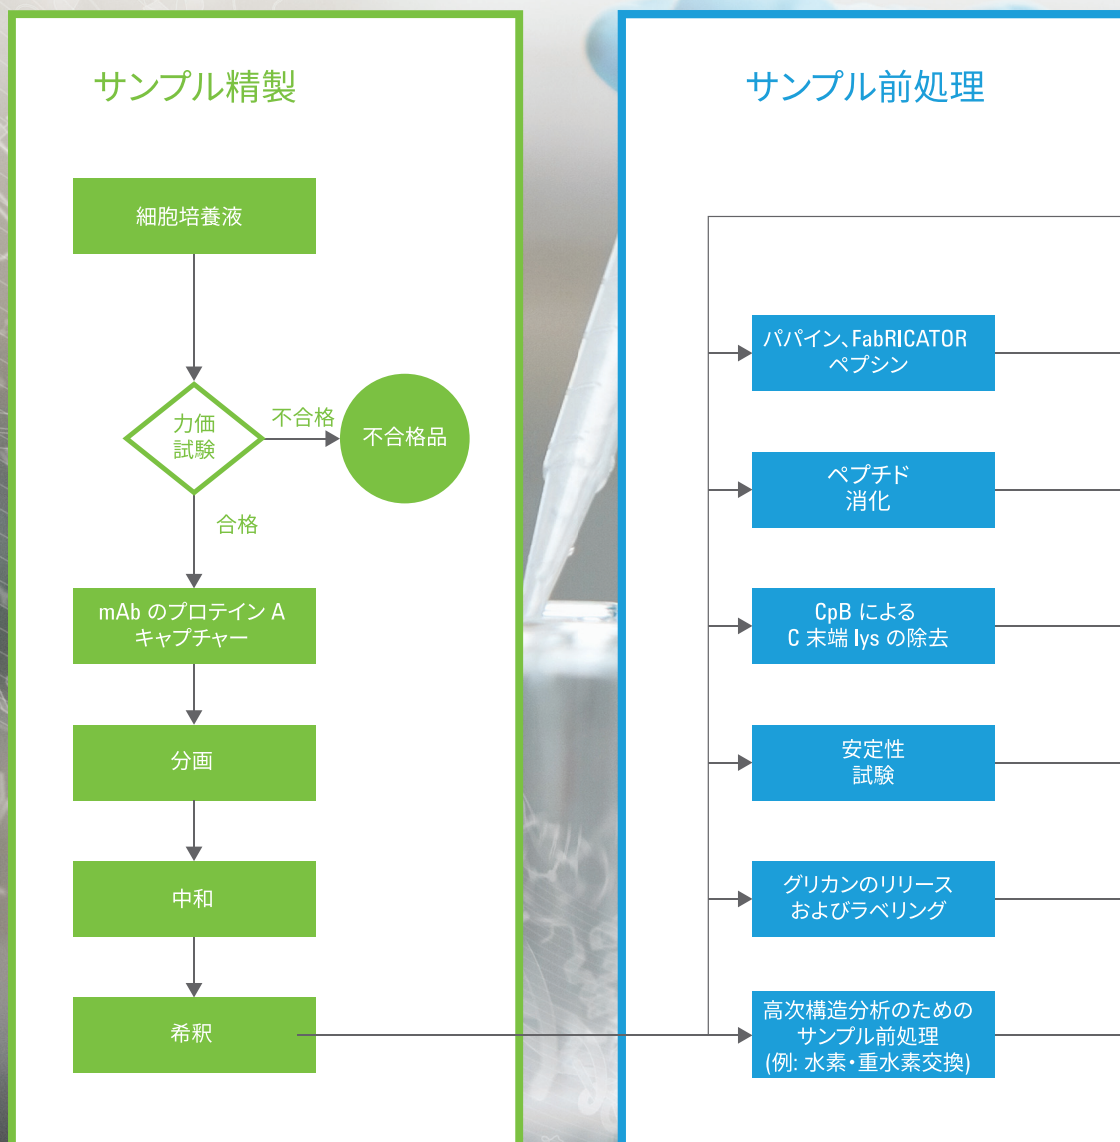 サンプル精製
細胞培養液
力価
試験
不合格
不合格品
合格
mAb のプロテイン A
キャプチャー
分画
中和
希釈
サンプル前処理
パパイン、FabRICATOR
ペプシン
ペプチド
消化
CpB による
C 末端 lys の除去
安定性
試験
グリカンのリリース
およびラベリング
高次構造分析のための
サンプル前処理
(例: 水素・重水素交換)